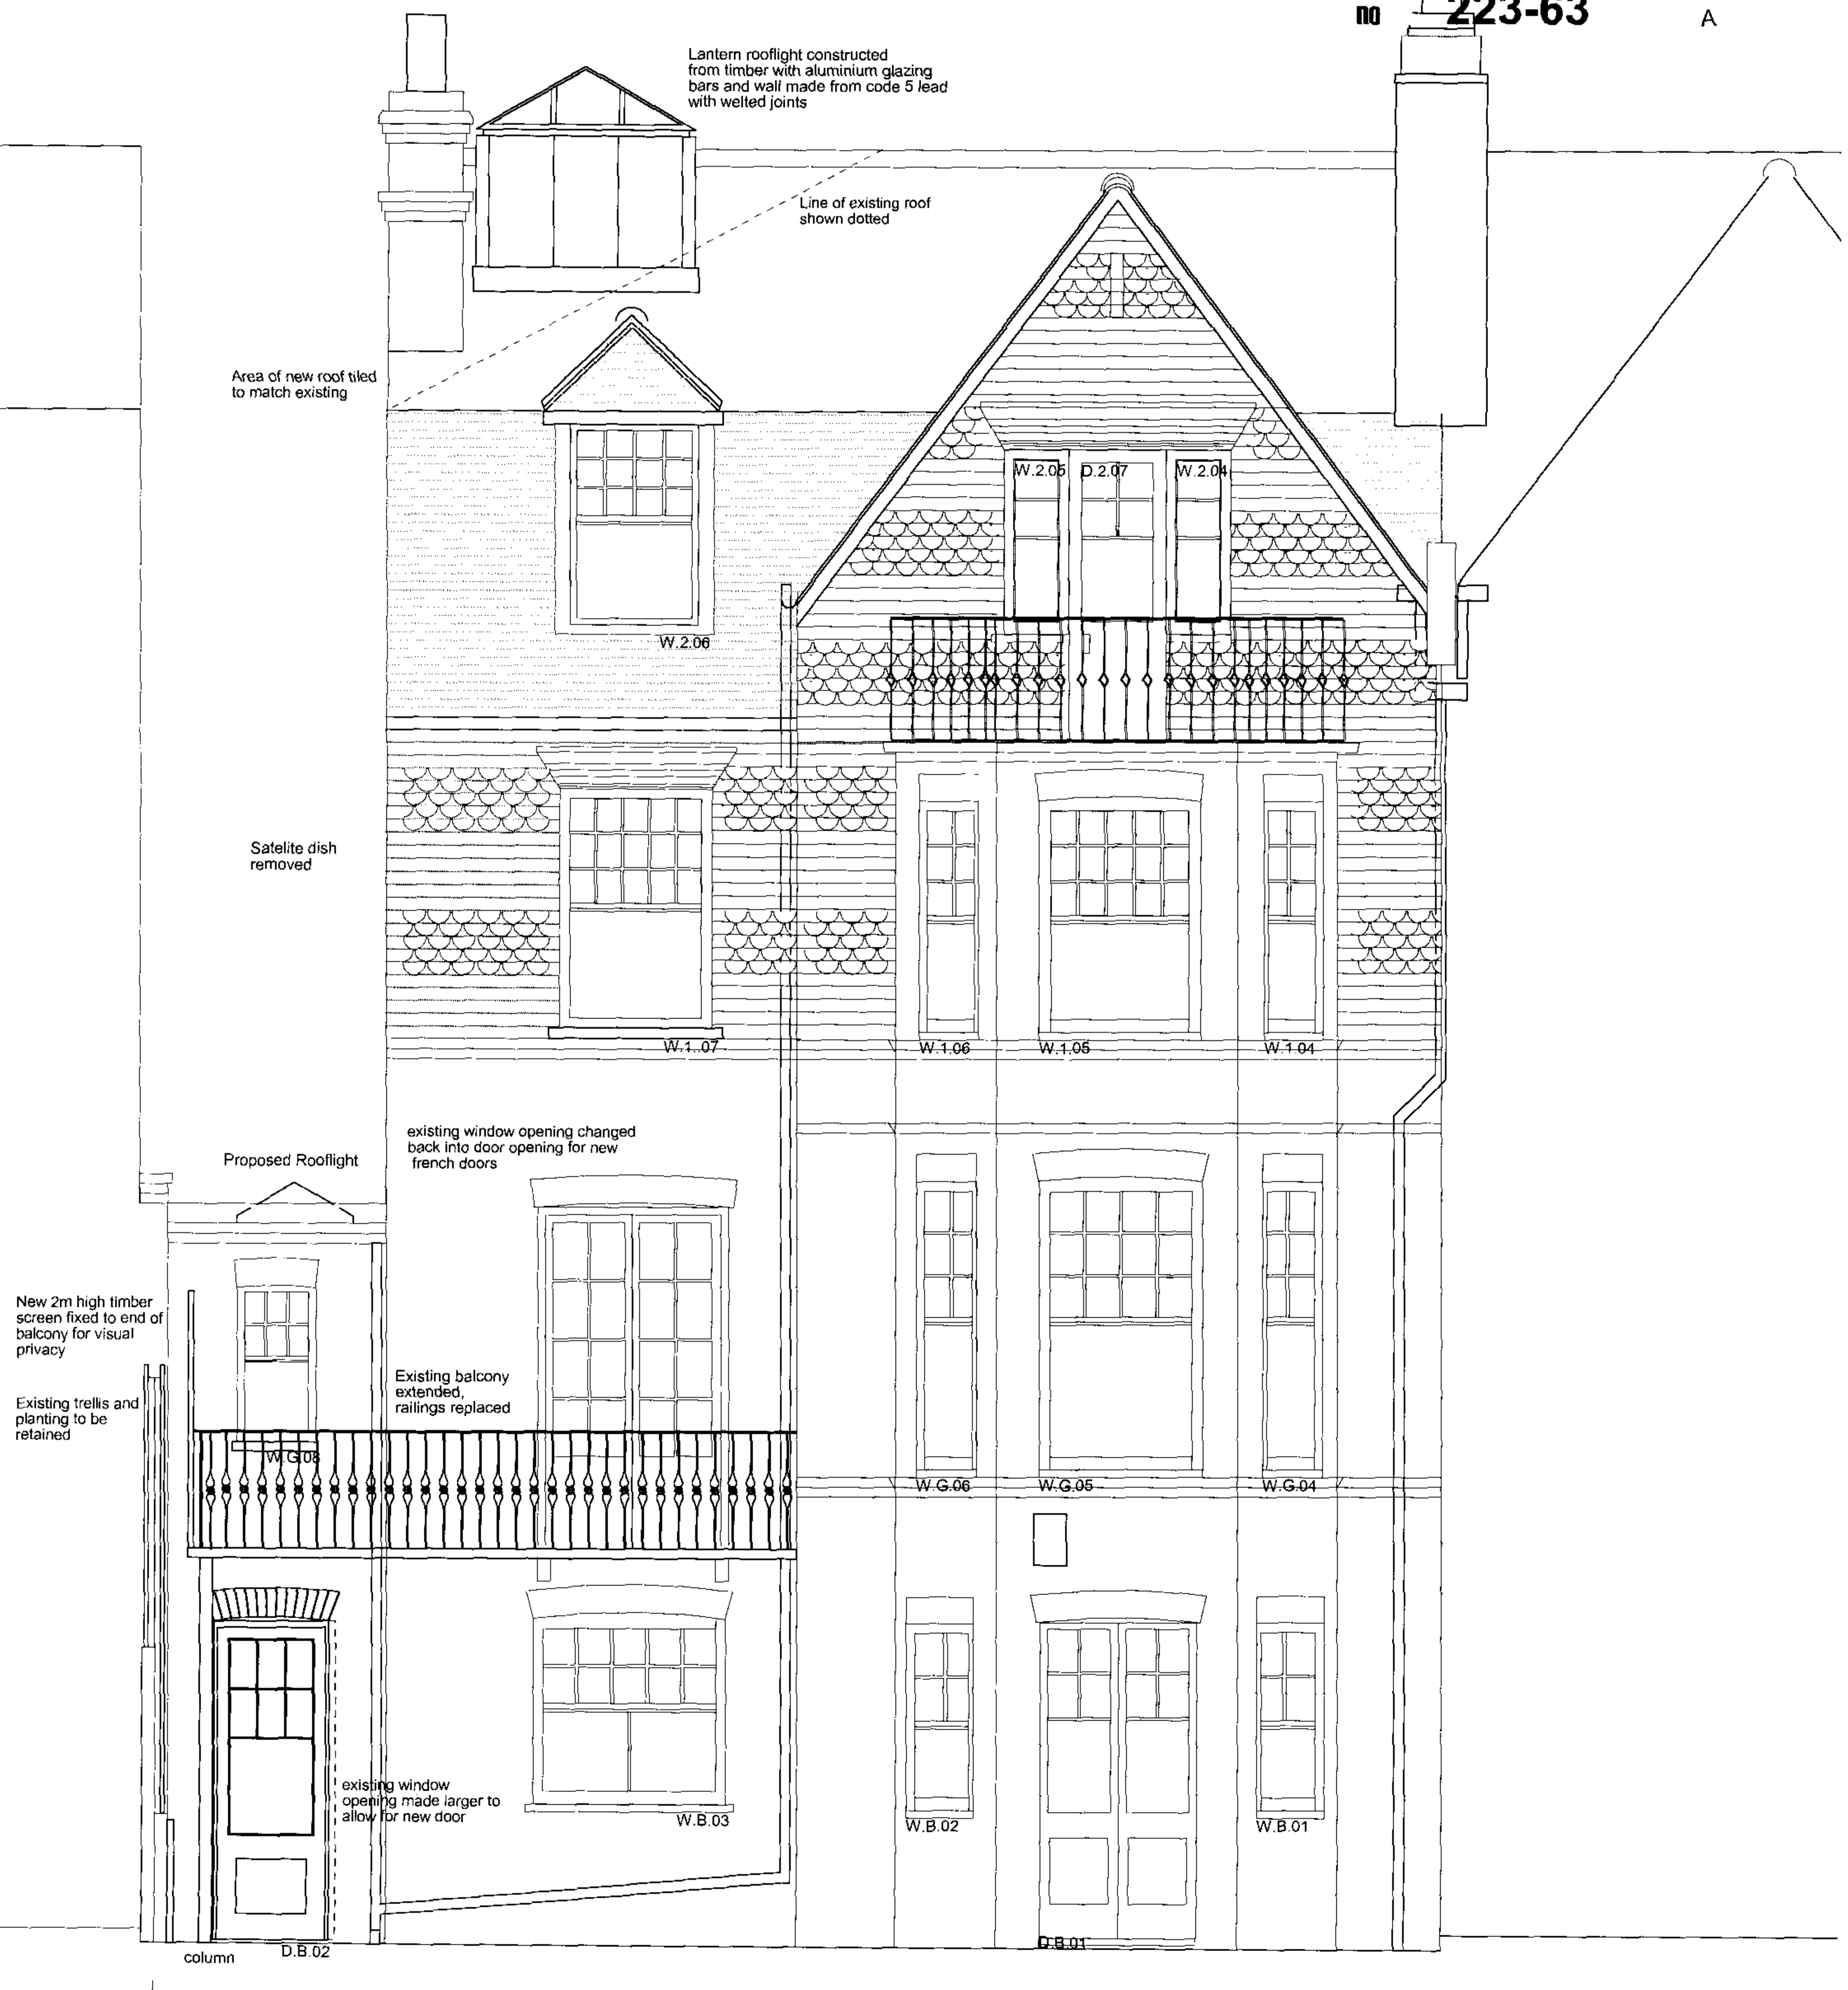 no 223-63 A
Lantern rooflight constructed
from timber with aluminium glazing
bars and wall made from code 5 lead
with welted joints
Line of existing roof
shown dotted
Area of new roof tiled
to match existing
W.2.05 D.2.07 W.2.04
W.2.06
Satelite dish
removed
W.1..07
W.1.06
W.1.05
W.1.04
existing window opening changed
back into door opening for new
french doors
Proposed Rooflight
New 2m high timber
screen fixed to end of
balcony for visual
privacy
Existing trellis and
planting to be
retained
Existing balcony
extended,
railings replaced
W.G.08
W.G.06
W.G.05
W.G.04
existing window
opening made larger to
allow for new door
W.B.03
W.B.02
W.B.01
column
D.B.02
D.B.01